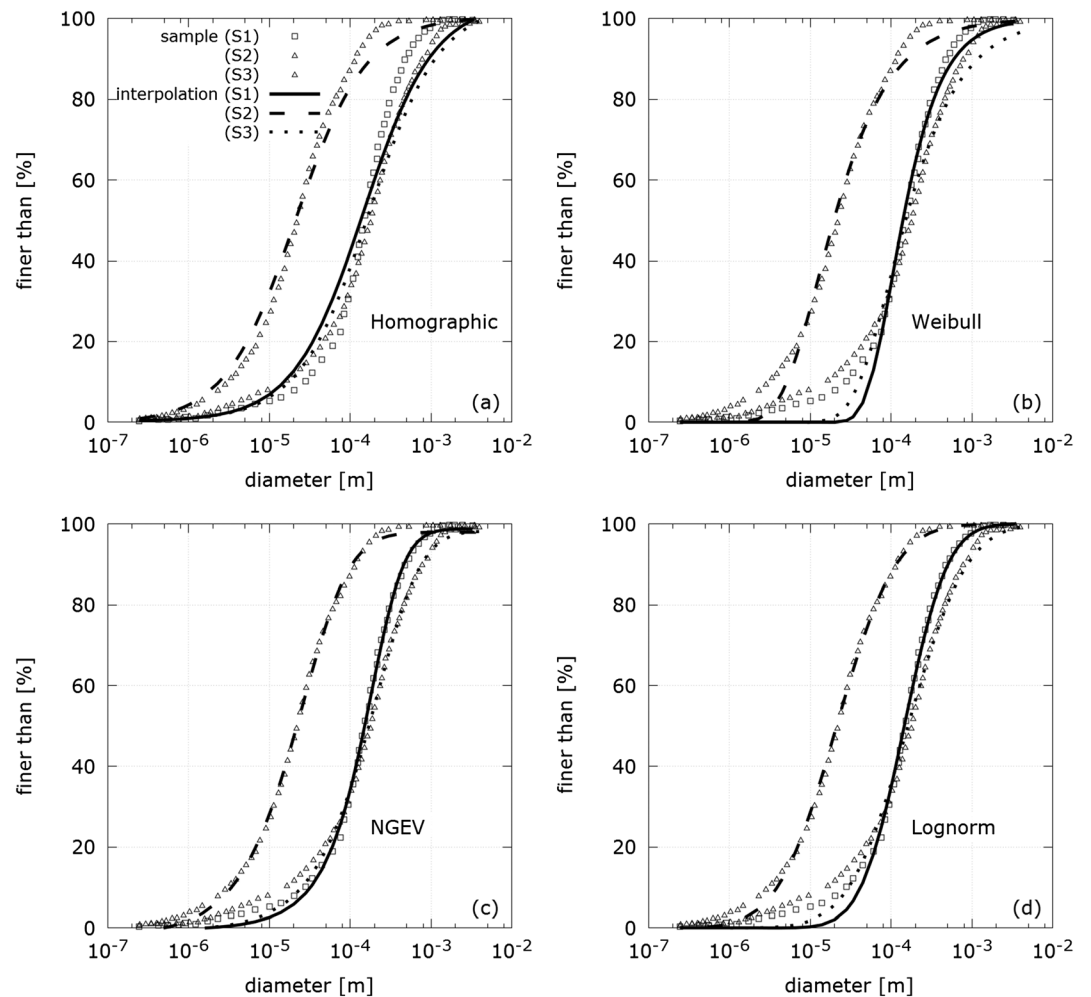 100
80
60
40
20
0
finer than [%]
sample (S1)
(S2)
(S3)
interpolation (S1)
(S2)
(S3)
Homographic
(a)
10-7
10-6
10-5
10-4
10-3
10-2
diameter [m]
100
80
60
40
20
0
finer than [%]
Weibull
(b)
10-7
10-6
10-5
10-4
10-3
10-2
diameter [m]
100
80
60
40
20
0
finer than [%]
NGEV
(c)
10-7
10-6
10-5
10-4
10-3
10-2
diameter [m]
100
80
60
40
20
0
finer than [%]
Lognorm
(d)
10-7
10-6
10-5
10-4
10-3
10-2
diameter [m]